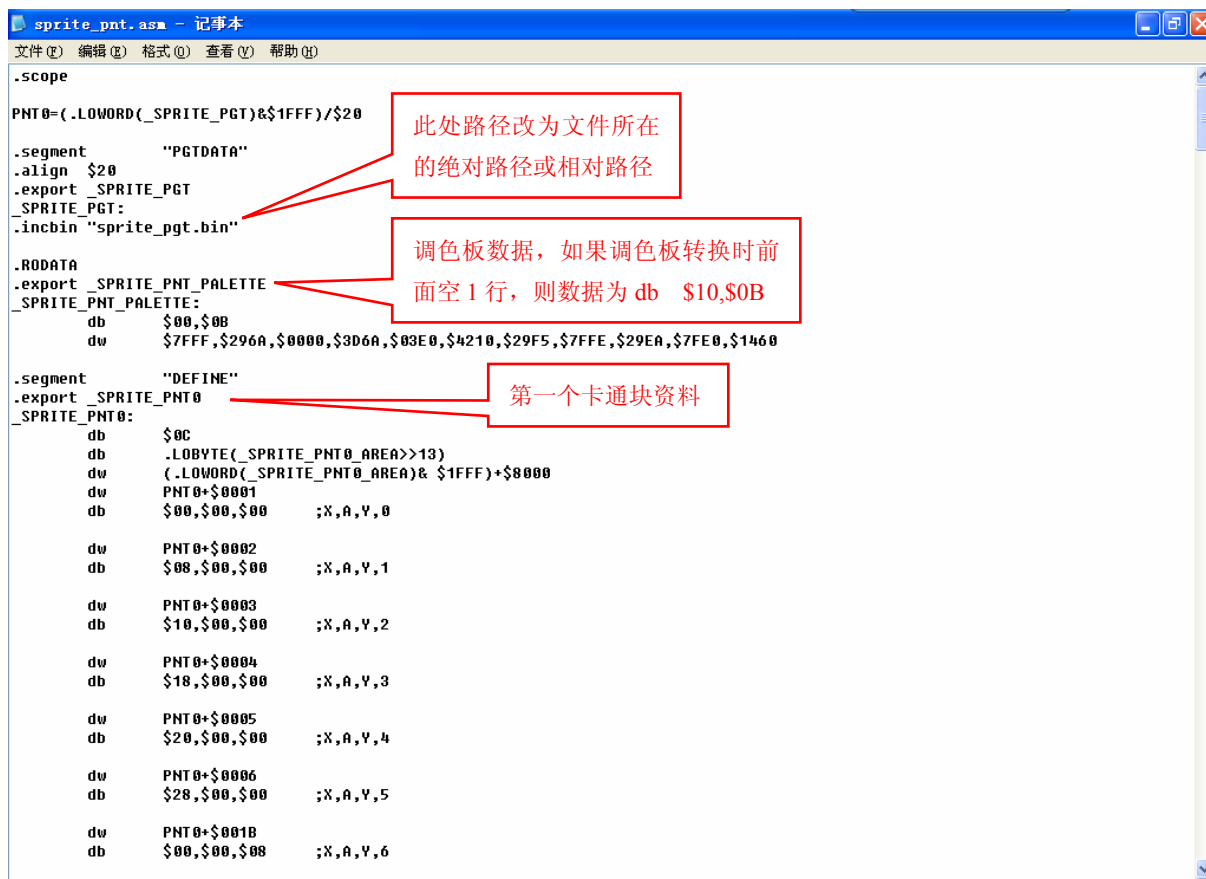 sprite_pnt.asm - 记事本
文件(F) 编辑(E) 格式(O) 查看(V) 帮助(H)
.scope
PNT0=(.LOWORD(_SPRITE_PGT)&$1FFF)/$20
此处路径改为文件所在
的绝对路径或相对路径
.segment "PGTDATA"
.align $20
.export _SPRITE_PGT
_SPRITE_PGT:
.incbin "sprite_pgt.bin"
调色板数据，如果调色板转换时前
面空 1 行，则数据为 db $10,$0B
.RODATA
.export _SPRITE_PNT_PALETTE
_SPRITE_PNT_PALETTE:
db $00,$0B
dw $7FFF,$296A,$0000,$3D6A,$03E0,$4210,$29F5,$7FFE,$29EA,$7FE0,$1460
第一个卡通块资料
.segment "DEFINE"
.export _SPRITE_PNT0
_SPRITE_PNT0:
db $0C
db .LOBYTE(_SPRITE_PNT0_AREA>>13)
dw (.LOWORD(_SPRITE_PNT0_AREA)& $1FFF)+$8000
dw PNT0+$0001
db $00,$00,$00 ;X,A,Y,0
dw PNT0+$0002
db $08,$00,$00 ;X,A,Y,1
dw PNT0+$0003
db $10,$00,$00 ;X,A,Y,2
dw PNT0+$0004
db $18,$00,$00 ;X,A,Y,3
dw PNT0+$0005
db $20,$00,$00 ;X,A,Y,4
dw PNT0+$0006
db $28,$00,$00 ;X,A,Y,5
dw PNT0+$001B
db $00,$00,$08 ;X,A,Y,6